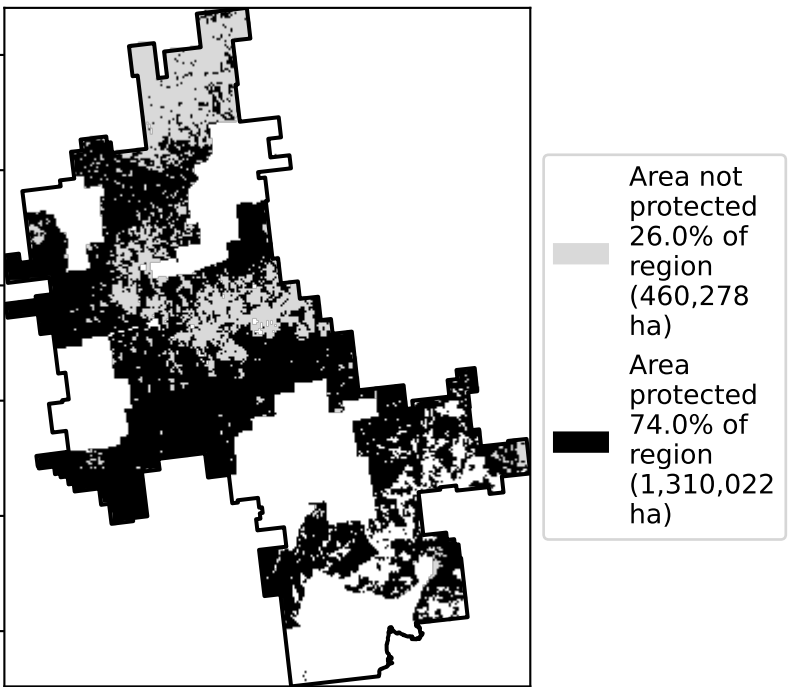 Area not
protected
26.0% of
region
(460,278
ha)
Area
protected
74.0% of
region
(1,310,022
ha)